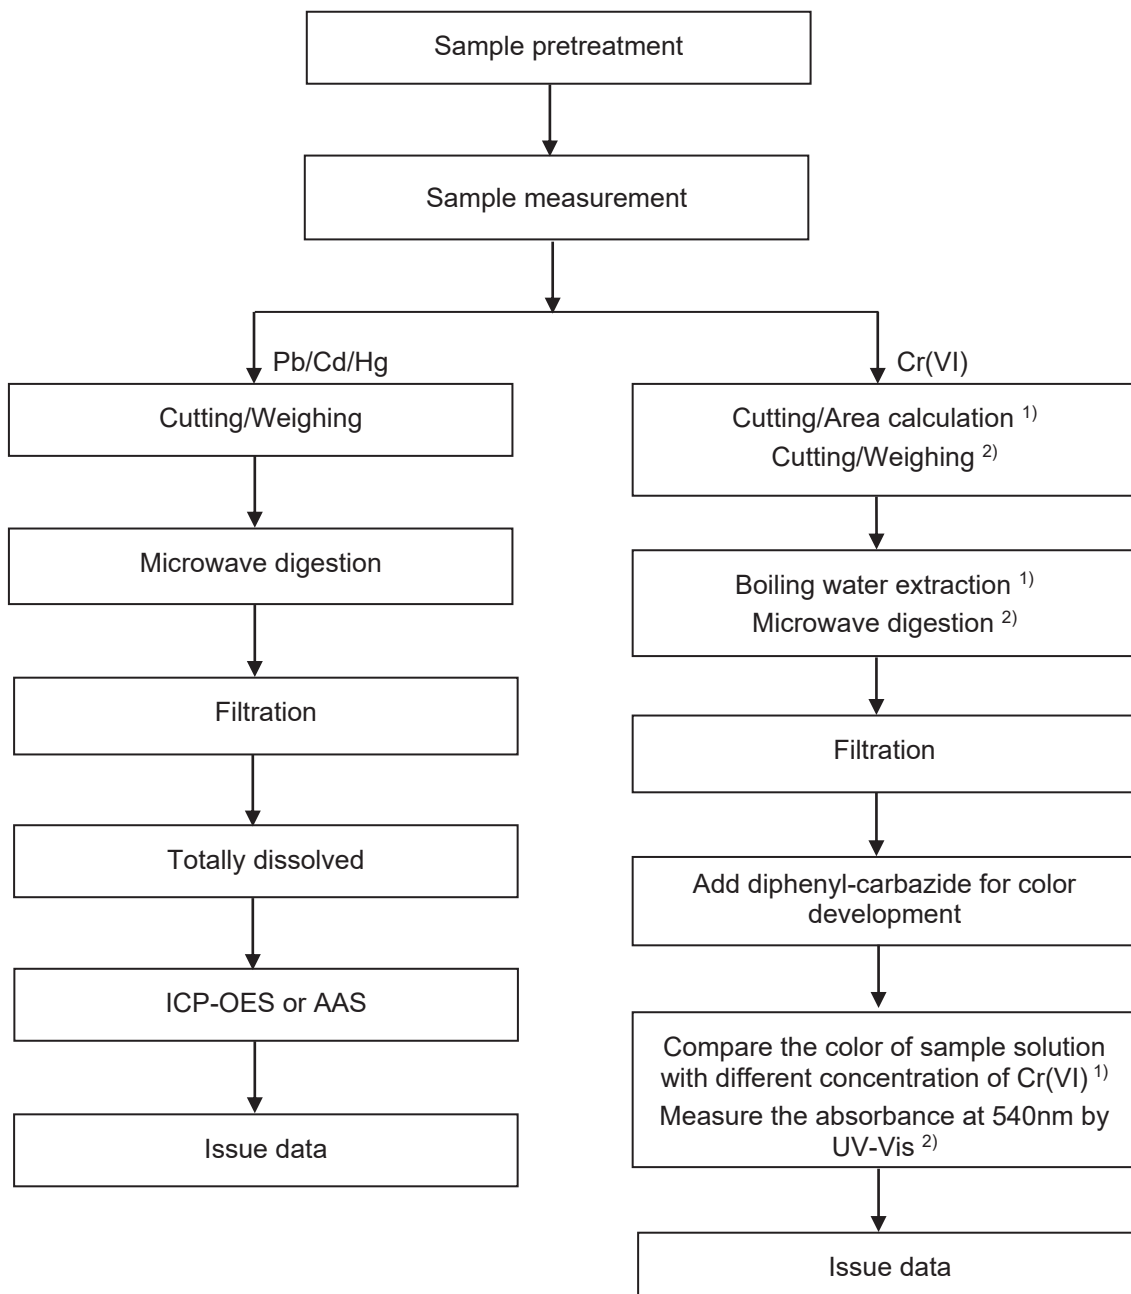 Sample pretreatment
Sample measurement
Pb/Cd/Hg
Cutting/Weighing
Microwave digestion
Filtration
Totally dissolved
ICP-OES or AAS
Issue data
Cr(VI)
Cutting/Area calculation 1)
Cutting/Weighing 2)
Boiling water extraction 1)
Microwave digestion 2)
Filtration
Add diphenyl-carbazide for color
development
Compare the color of sample solution
with different concentration of Cr(VI) 1)
Measure the absorbance at 540nm by
UV-Vis 2)
Issue data